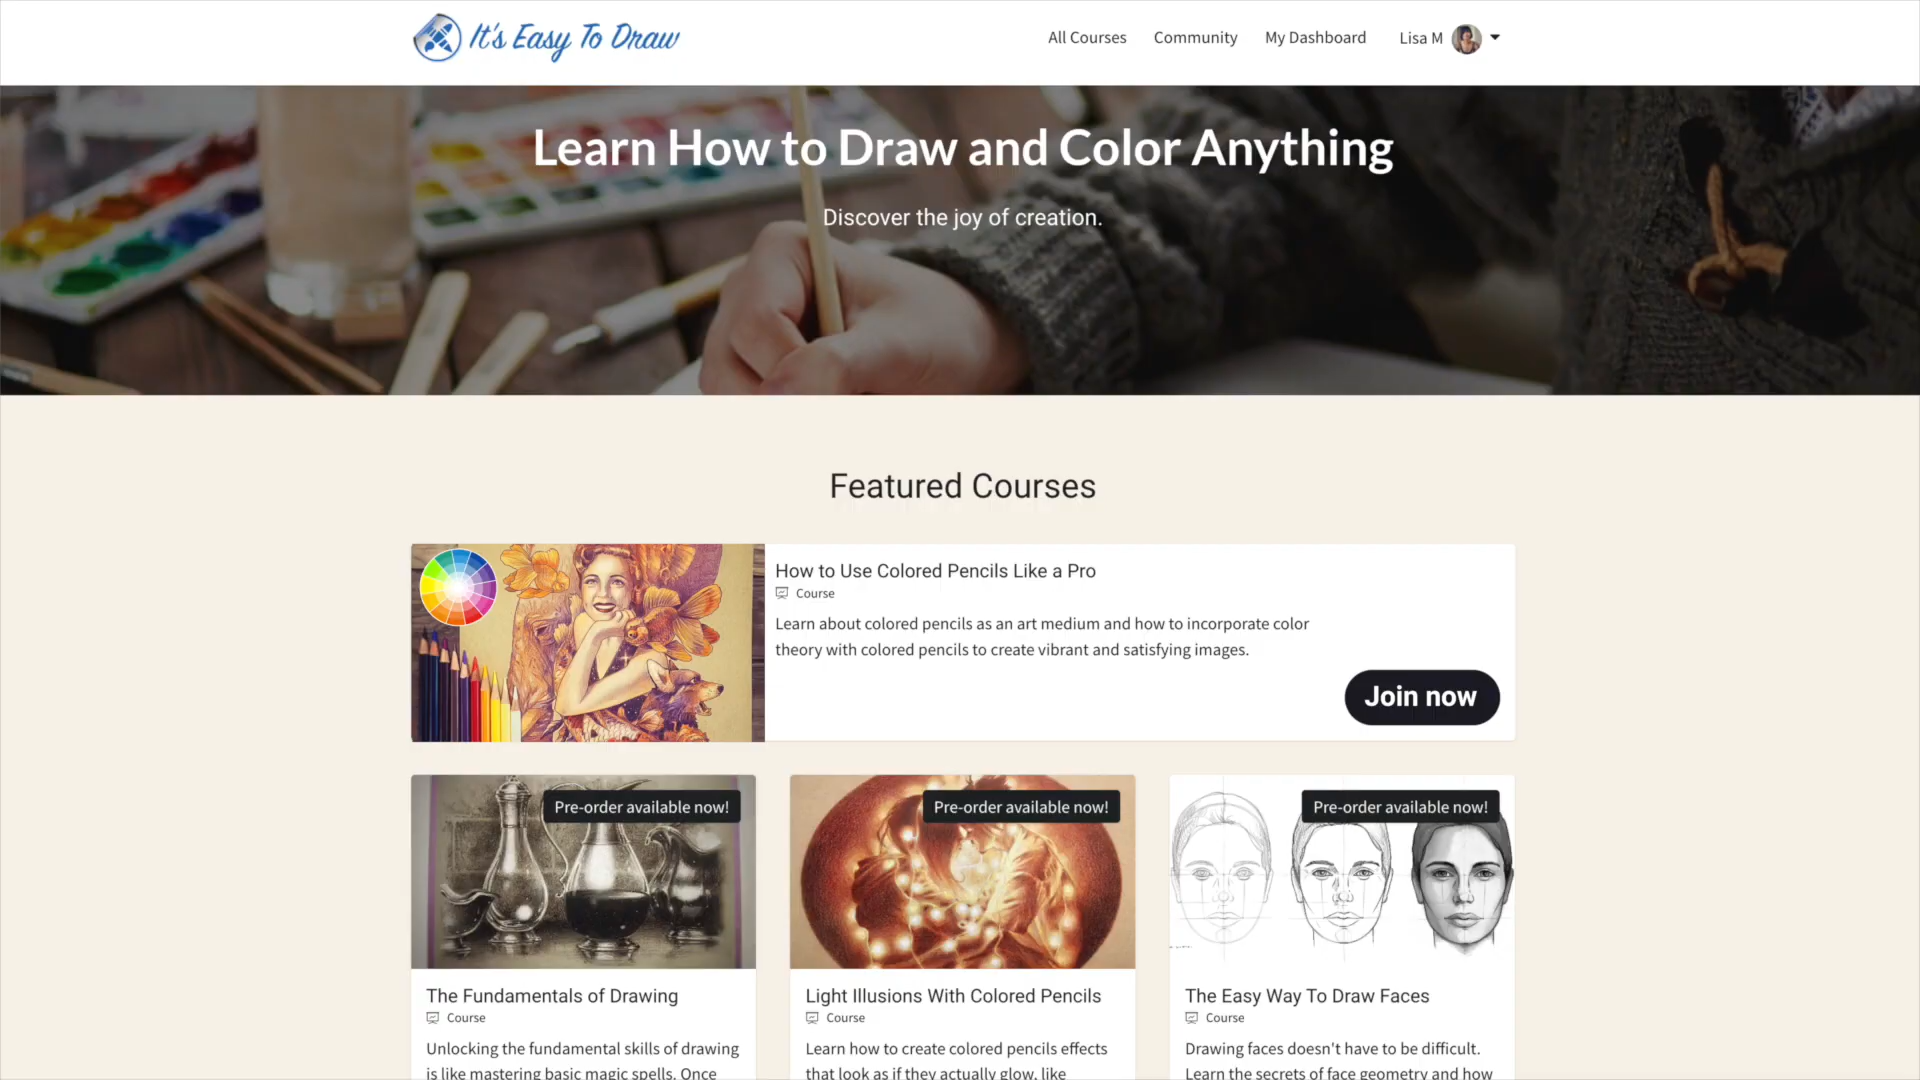 It's Easy To Draw
All Courses Community My Dashboard Lisa M
Learn How to Draw and Color Anything
Discover the joy of creation.
Featured Courses
How to Use Colored Pencils Like a Pro
Course
Learn about colored pencils as an art medium and how to incorporate color
theory with colored pencils to create vibrant and satisfying images.
Join now
Pre-order available now!
Pre-order available now!
Pre-order available now!
The Fundamentals of Drawing
Course
Unlocking the fundamental skills of drawing
is like mastering basic magic spells. Once
Light Illusions With Colored Pencils
Course
Learn how to create colored pencils effects
that look as if they actually glow, like
The Easy Way To Draw Faces
Course
Drawing faces doesn't have to be difficult.
Learn the secrets of face geometry and how